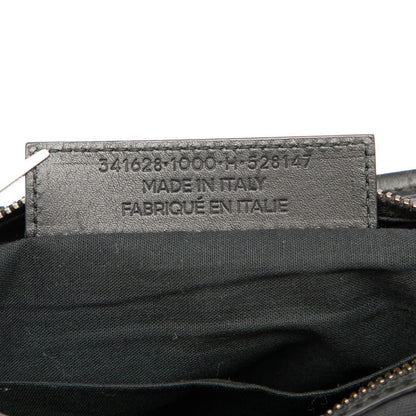 341628•1000•H•528147
MADE IN ITALY
FABRIQUÉ EN ITALIE